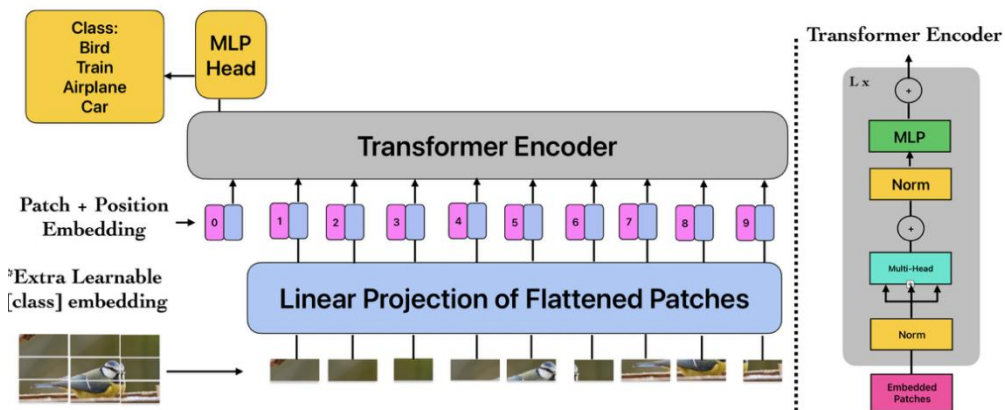 Class:
Bird
Train
Airplane
Car
MLP
Head
Transformer Encoder
Patch + Position
Embedding
0 1 2 3 4 5 6 7 8 9
*Extra Learnable
[class] embedding
Linear Projection of Flattened Patches
Transformer Encoder
L x
+
MLP
Norm
+
Multi-Head
Norm
Embedded
Patches